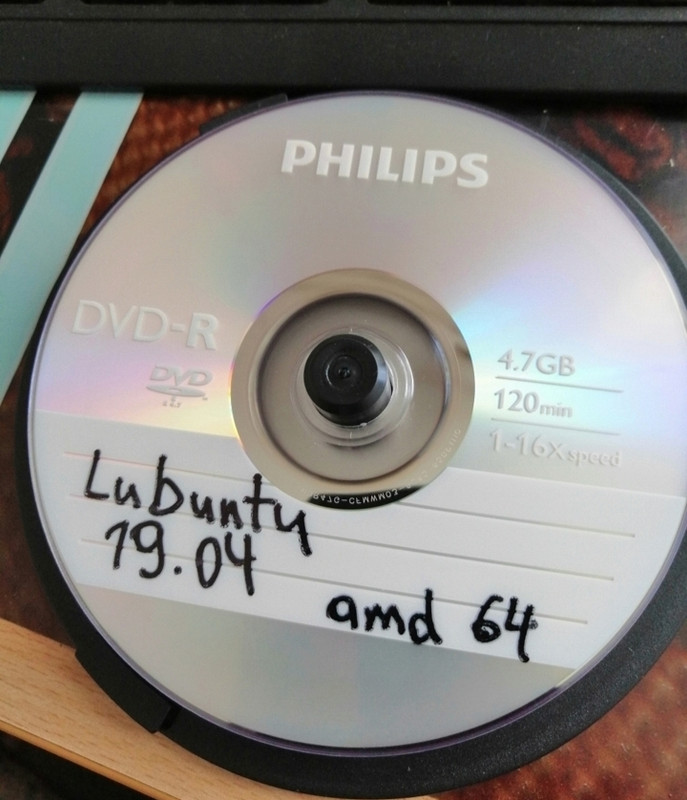 PHILIPS
DVD-R
DVD
4.7GB
120min
1-16x speed
Lubunty
19.04
amd 64